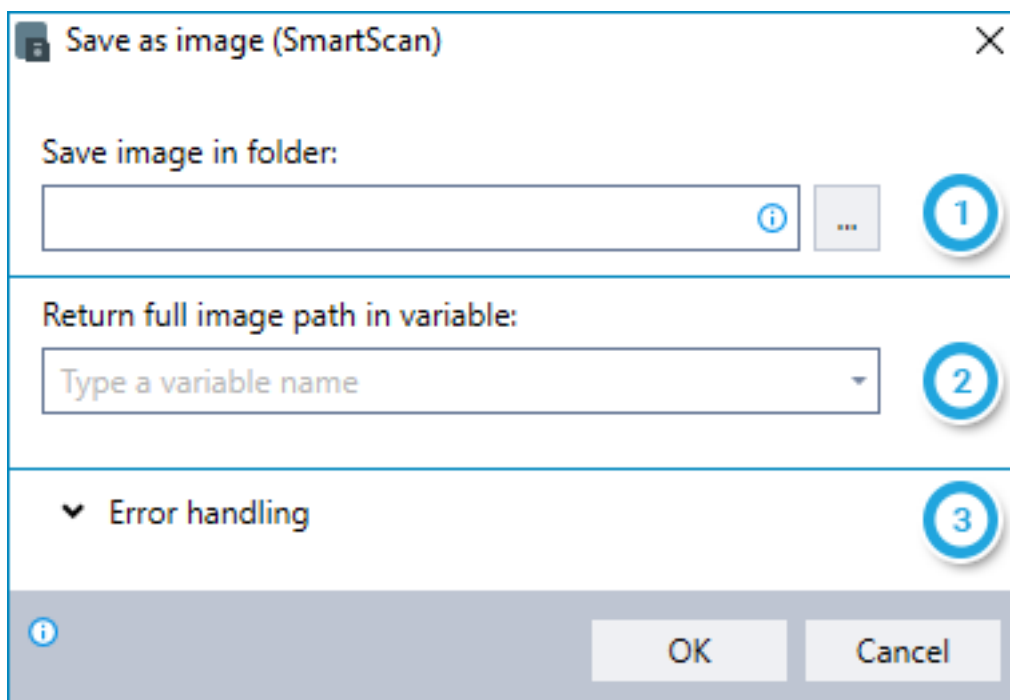 Save as image (SmartScan)
Save image in folder:
...
1
Return full image path in variable:
Type a variable name
2
Error handling
3
OK
Cancel